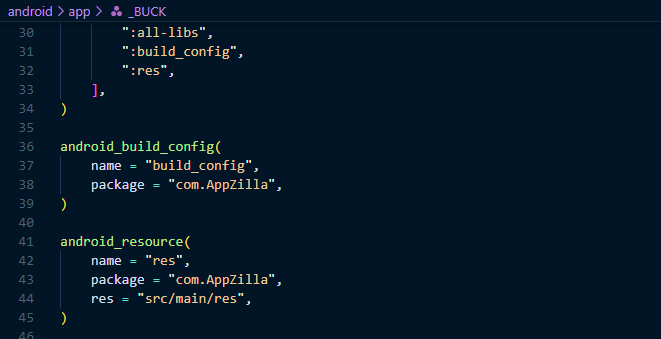 android > app > _BUCK
30 ":all-libs",
31 ":build_config",
32 ":res",
33 ],
34 )
35
36 android_build_config(
37 name = "build_config",
38 package = "com.AppZilla",
39 )
40
41 android_resource(
42 name = "res",
43 package = "com.AppZilla",
44 res = "src/main/res",
45 )
46